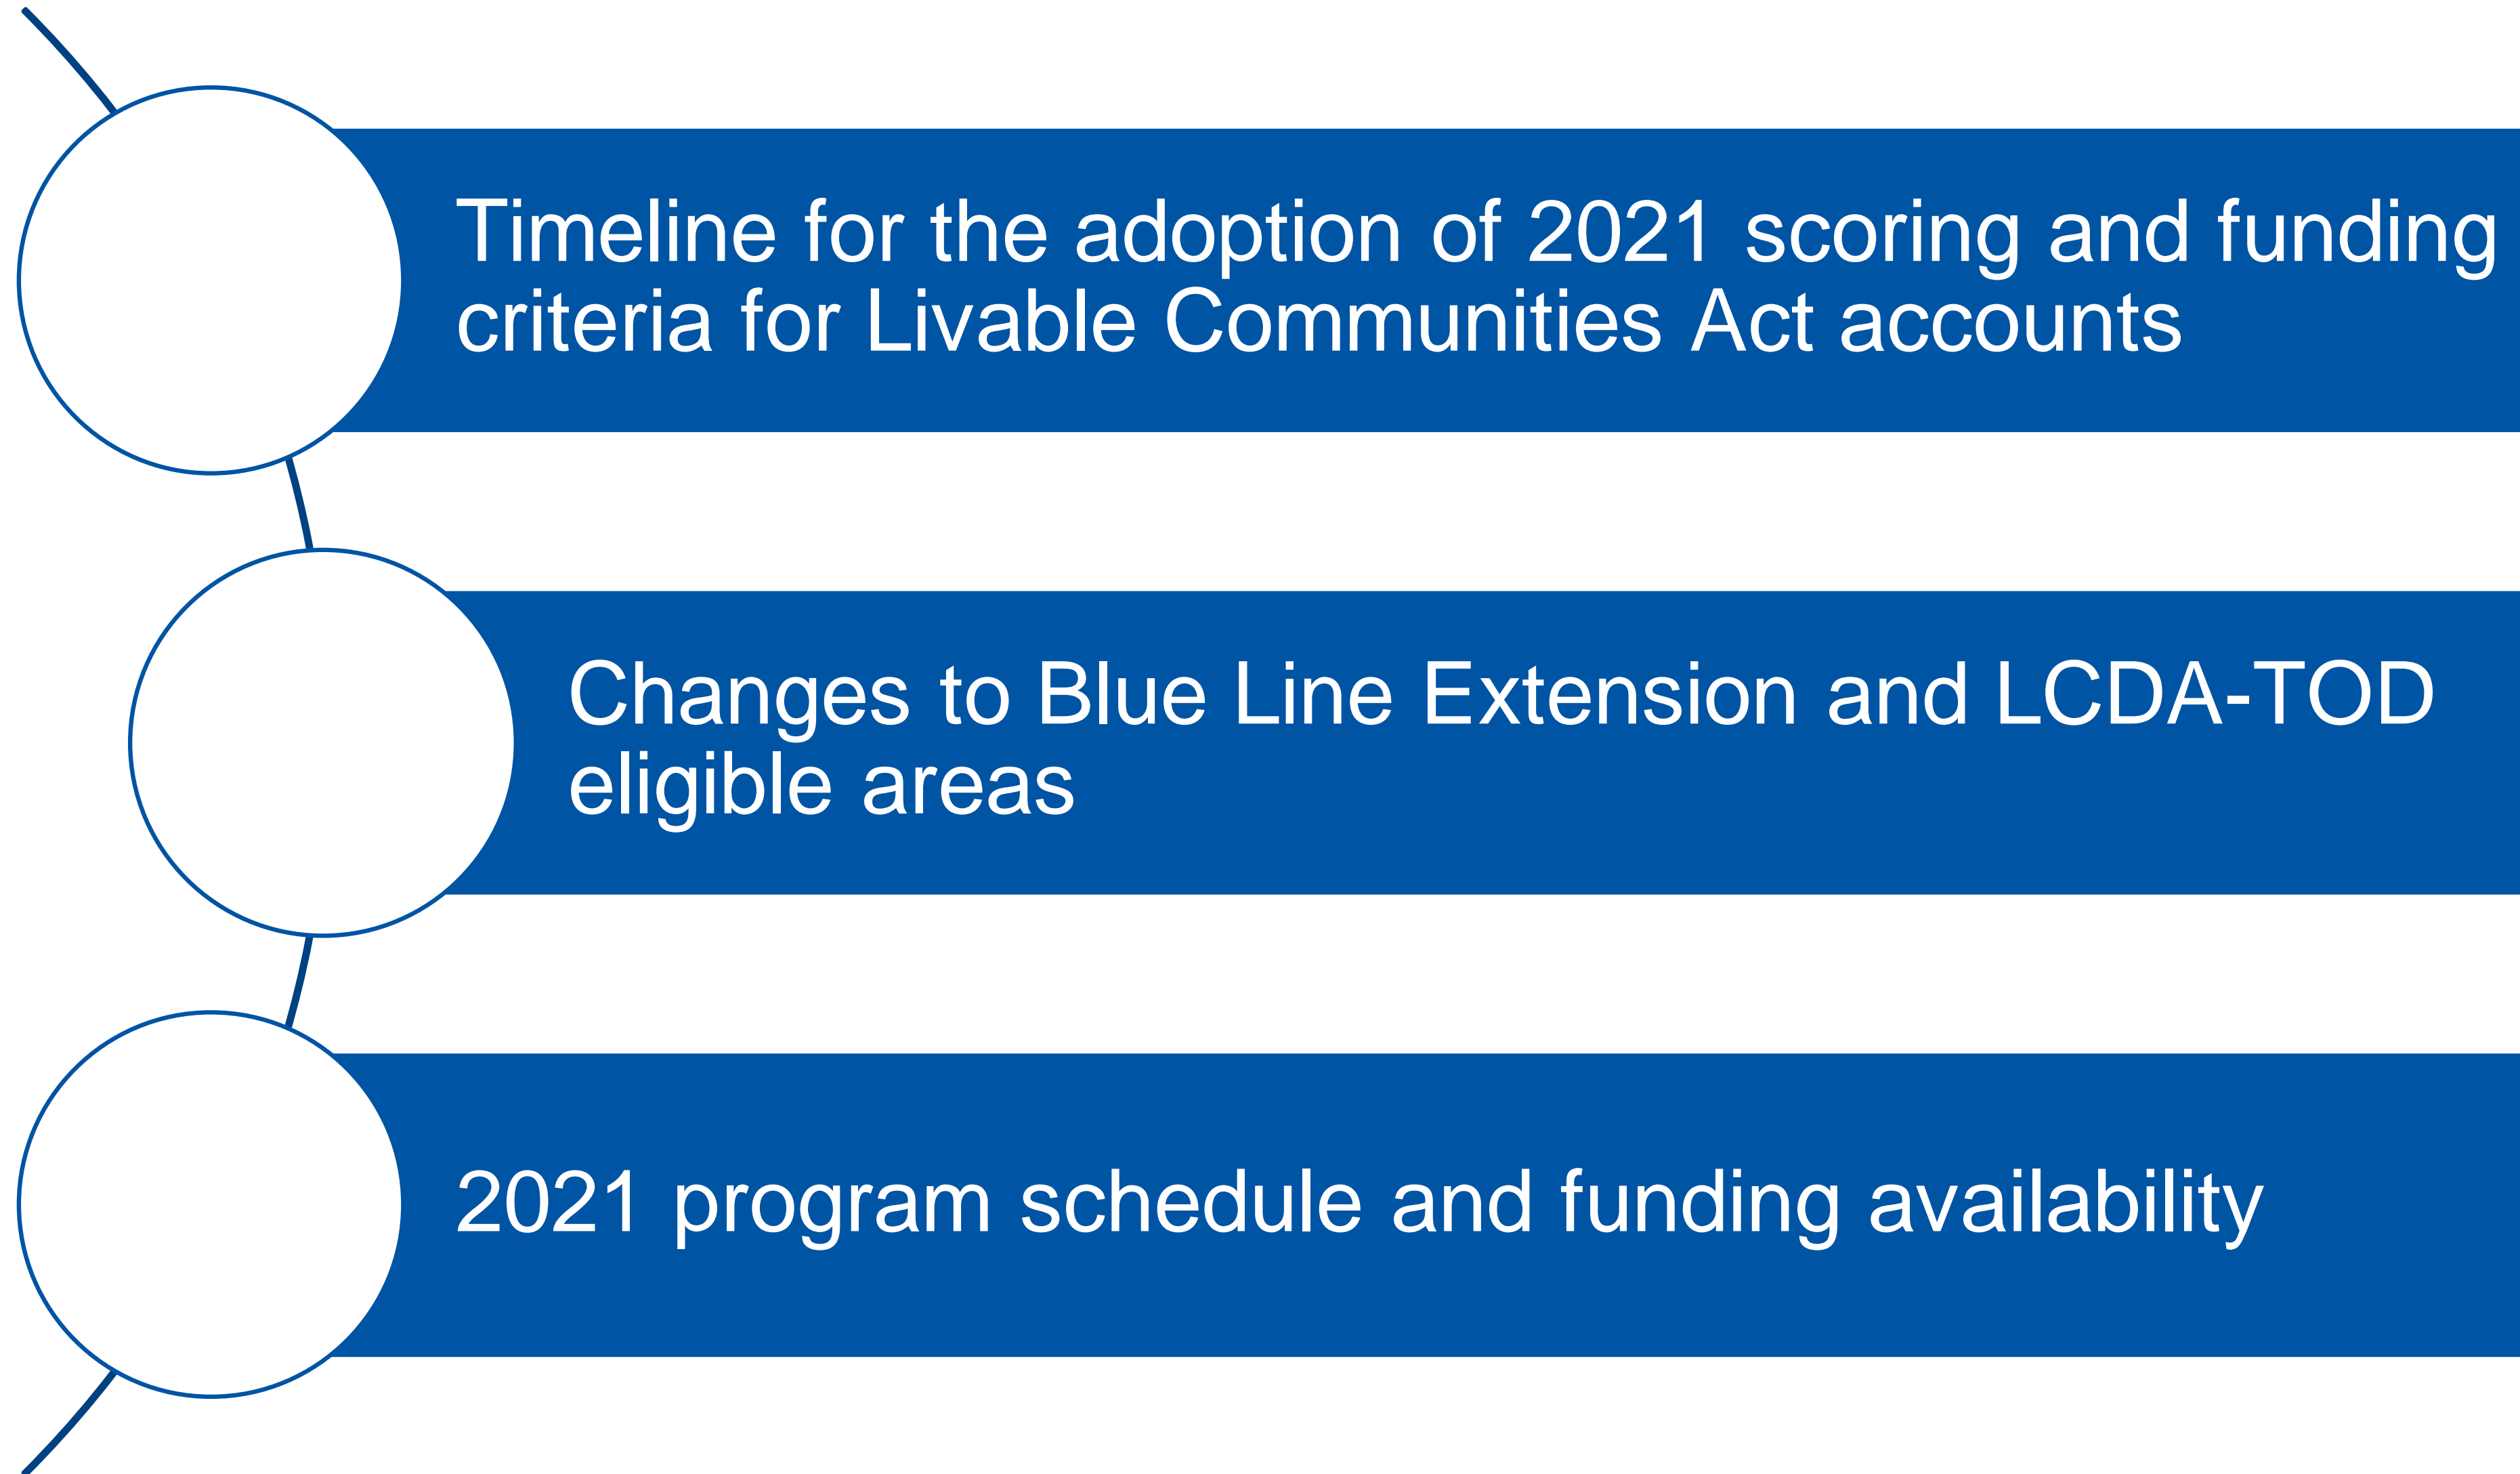 Timeline for the adoption of 2021 scoring and funding
criteria for Livable Communities Act accounts
Changes to Blue Line Extension and LCDA-TOD
eligible areas
2021 program schedule and funding availability